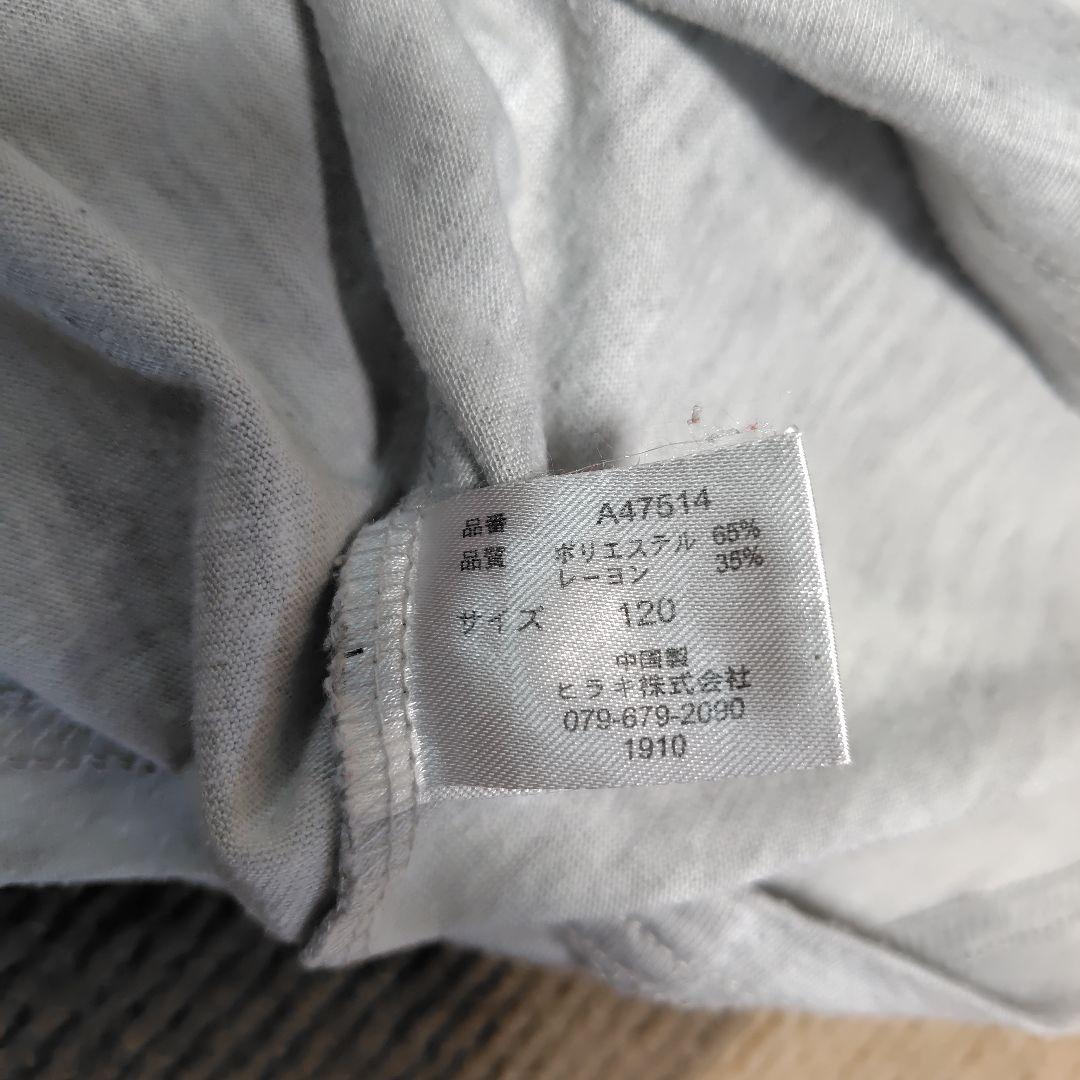 品番 A47514
品質 ポリエステル 65%
レーヨン 35%
サイズ 120
中国製
ヒラキ株式会社
079-679-2090
1910